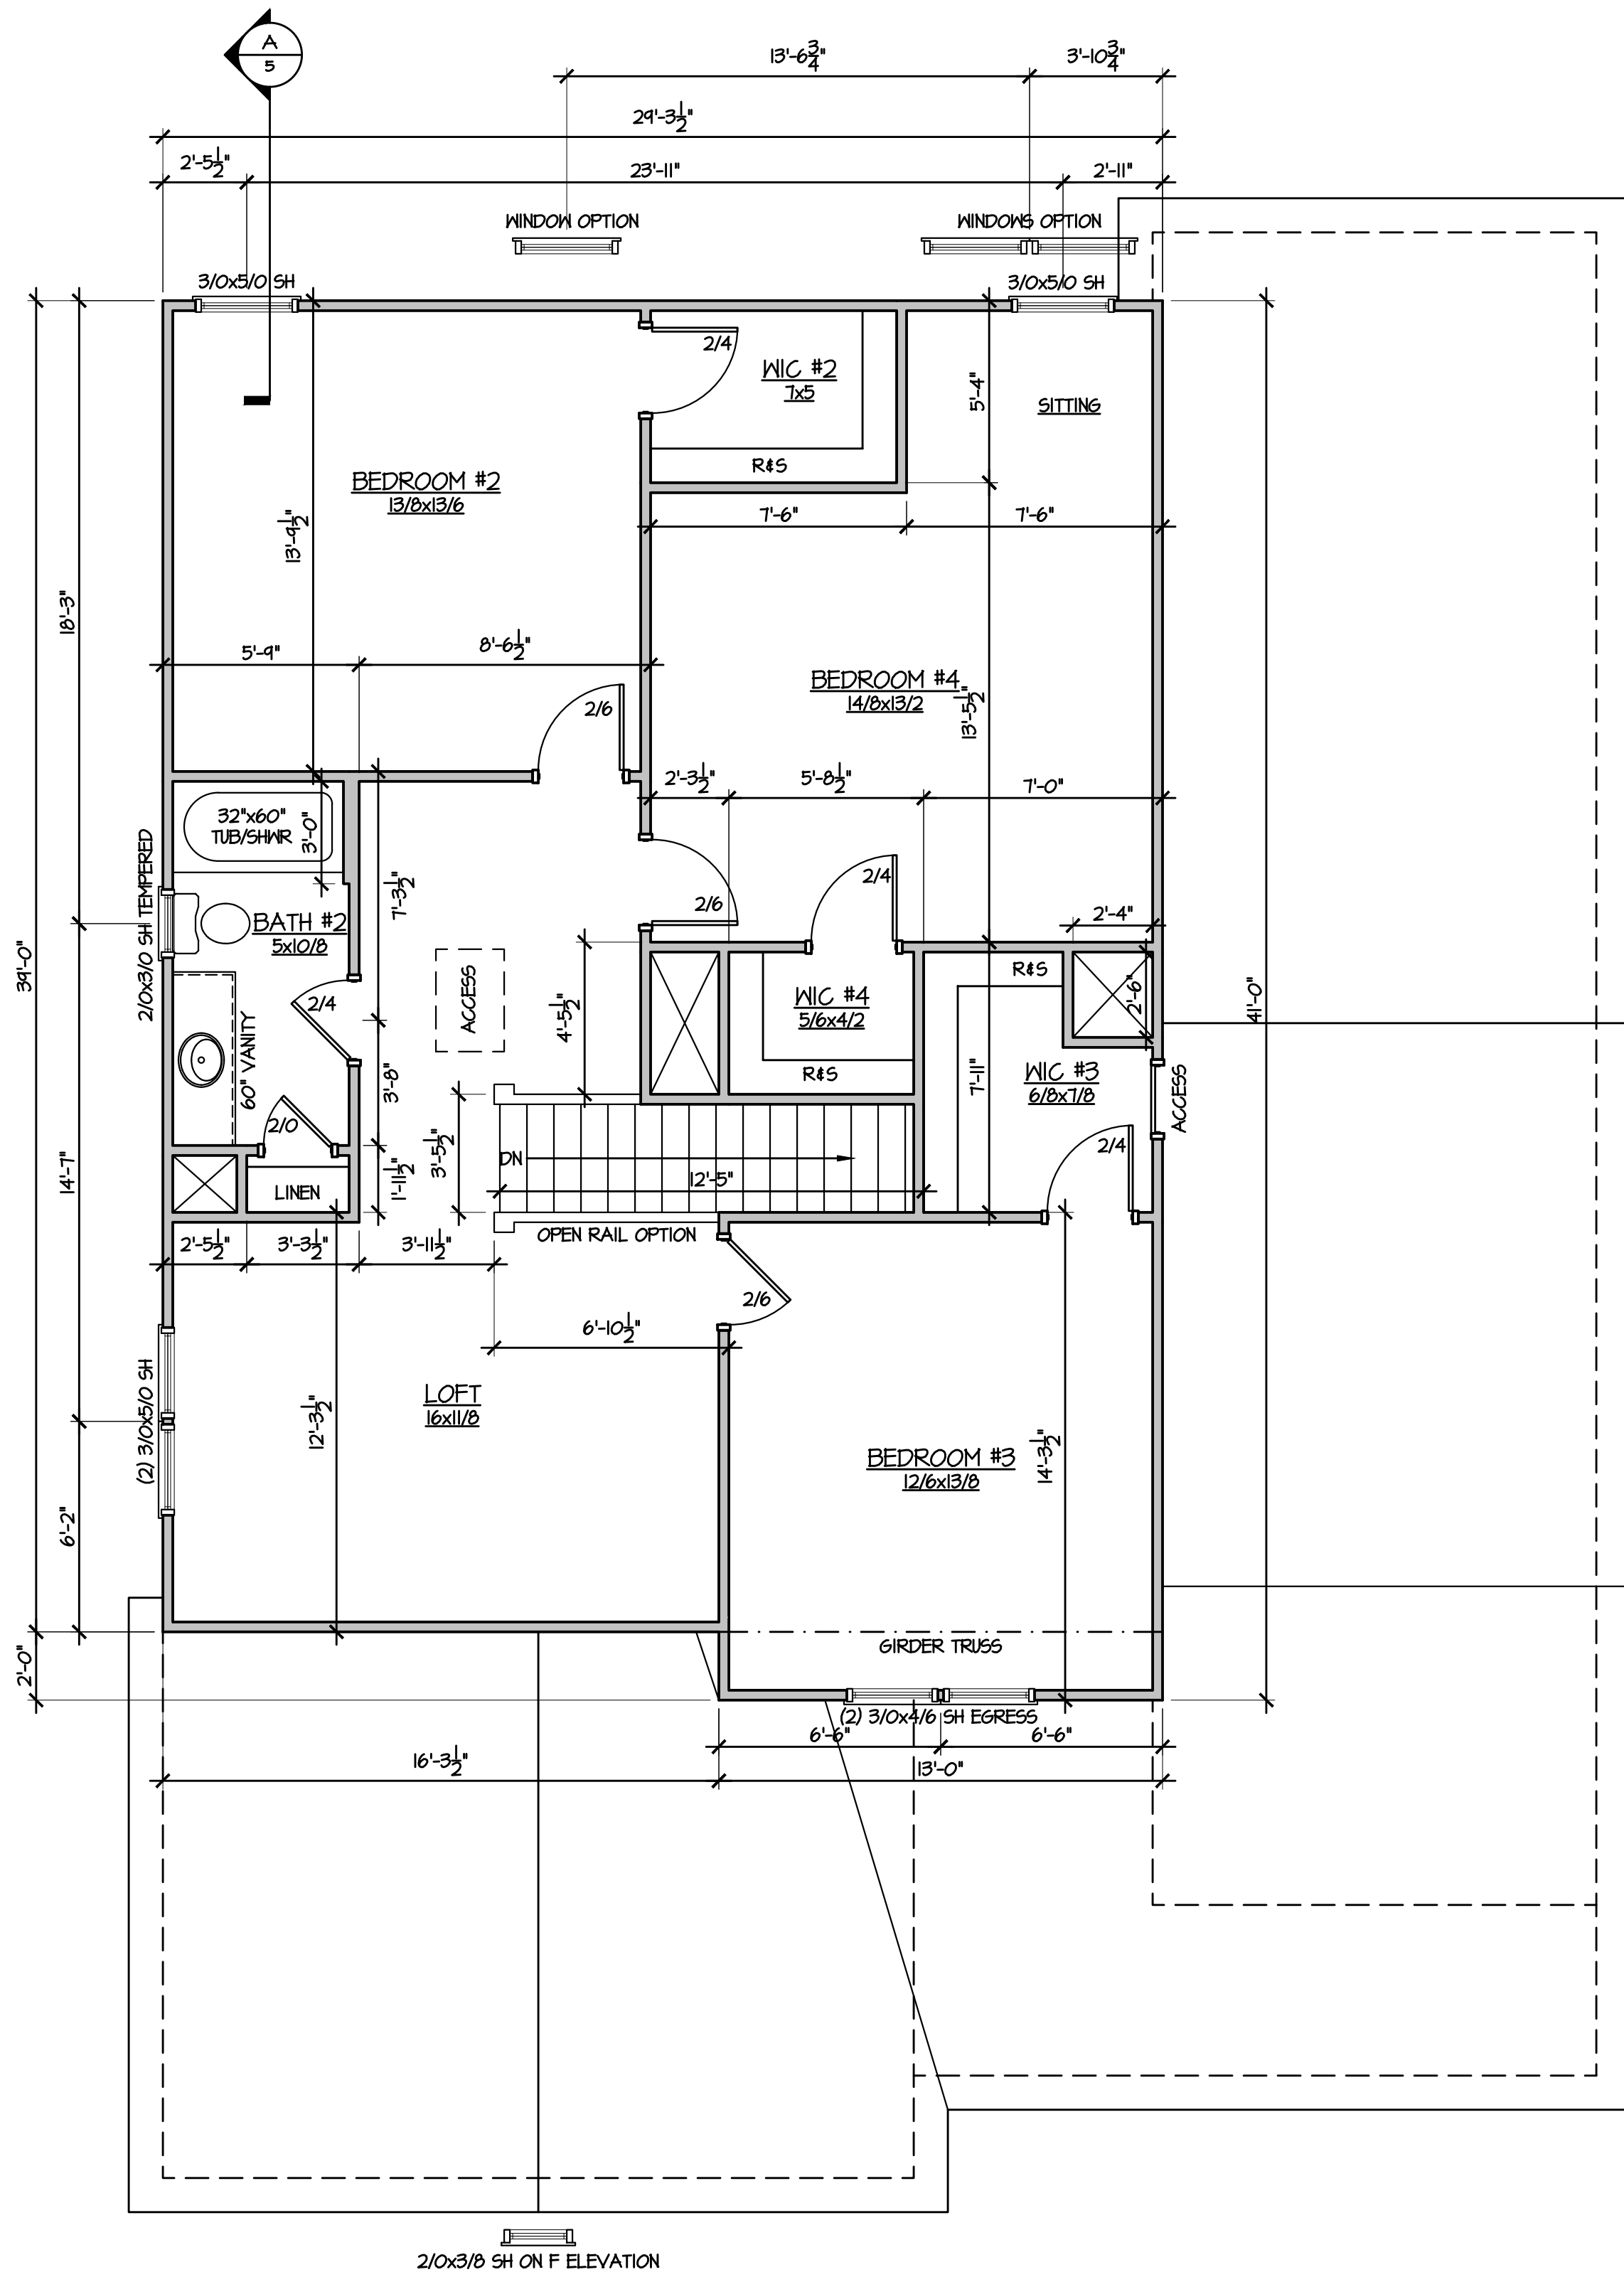 A
5
13'-6 3/4"
3'-10 3/4"
29'-3 1/2"
2'-5 1/2"
23'-11"
2'-11"
WINDOW OPTION
WINDOWS OPTION
3/0x5/0 SH
3/0x5/0 SH
2/4
WIC #2
7x5
R&S
5'-4"
SITTING
BEDROOM #2
13/8x13/6
13'-9 1/2"
7'-6"
7'-6"
18'-3"
5'-9"
8'-6 1/2"
BEDROOM #4
14/8x13/2
13'-5 1/2"
2/6
2'-3 1/2"
5'-8 1/2"
7'-0"
32"x60"
TUB/SHWR
3'-0"
2/0x3/0 SH TEMPERED
7'-3 1/2"
2/6
2/4
BATH #2
5x10/8
2'-4"
39'-0"
41'-0"
ACCESS
R&S
2'-6"
WIC #4
5/6x4/2
R&S
4'-5 1/2"
2/4
60" VANITY
3'-8"
7'-11"
WIC #3
6/8x7/8
ACCESS
2/0
2/4
14'-7"
3'-5 1/2"
DN
12'-5"
LINEN
1'-11 1/2"
OPEN RAIL OPTION
2'-5 1/2"
3'-3 1/2"
3'-11 1/2"
2/6
6'-10 1/2"
(2) 3/0x5/0 SH
LOFT
16x11/8
12'-3 1/2"
BEDROOM #3
12/6x13/8
14'-3 1/2"
6'-2"
2'-0"
GIRDER TRUSS
(2) 3/0x4/6 SH EGRESS
6'-6"
6'-6"
16'-3 1/2"
13'-0"
2/0x3/8 SH ON F ELEVATION